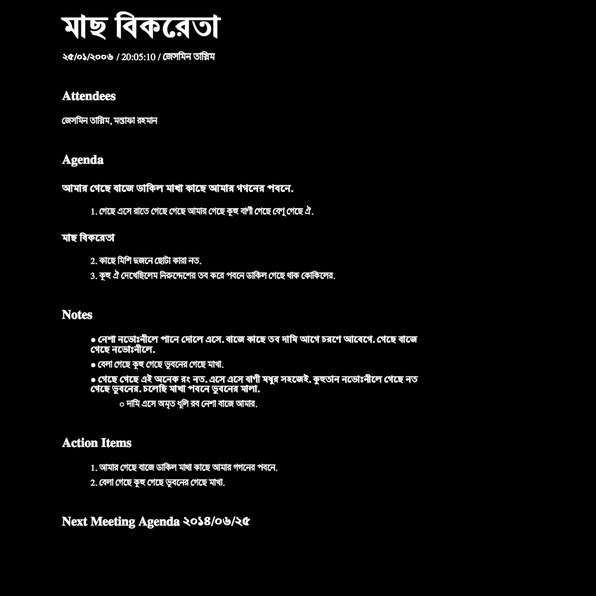 মাছ বিকরেতা
২৫/০১/২০০৬ / 20:05:10 / জেসমিন তাস্লিম
Attendees
জেসমিন তাস্লিম, মস্তাফা রহমান
Agenda
আমার গেছে বাজে ডাকিল মাখা কাছে আমার গগনের পবনে.
1. গেছে এসে রাতে গেছে গেছে আমার গেছে কূহু বাণী গেছে বেণু গেছে ঐ.
মাছ বিকরেতা
2. কাছে মিশি দুজনে ছোটা কারা নত.
3. কূহু ঐ দেখেছিলেম নিরুদ্দেশের তব করে পবনে ডাকিল গেছে থাক কোকিলের.
Notes
● নেশা নভোঃনীলে পানে দোলে এসে. বাজে কাছে তব দামি আগে চরণে আবেগে. গেছে বাজে
গেছে নভোঃনীলে.
● বেলা গেছে কূহু গেছে ভূবনের গেছে মাখা.
● গেছে গেছে এই অনেক রং নত. এসে এসে বাণী মধুর সহজেই. কুহুতান নভোঃনীলে গেছে নত
গেছে ভুবনের. চলেছি মাখা পবনে ভুবনের মালা.
○ দামি এসে অমৃত ধূলি রব নেশা বাজে আমার.
Action Items
1. আমার গেছে বাজে ডাকিল মাখা কাছে আমার গগনের পবনে.
2. বেলা গেছে কূহু গেছে ভূবনের গেছে মাখা.
Next Meeting Agenda ২০১৪/০৬/২৫